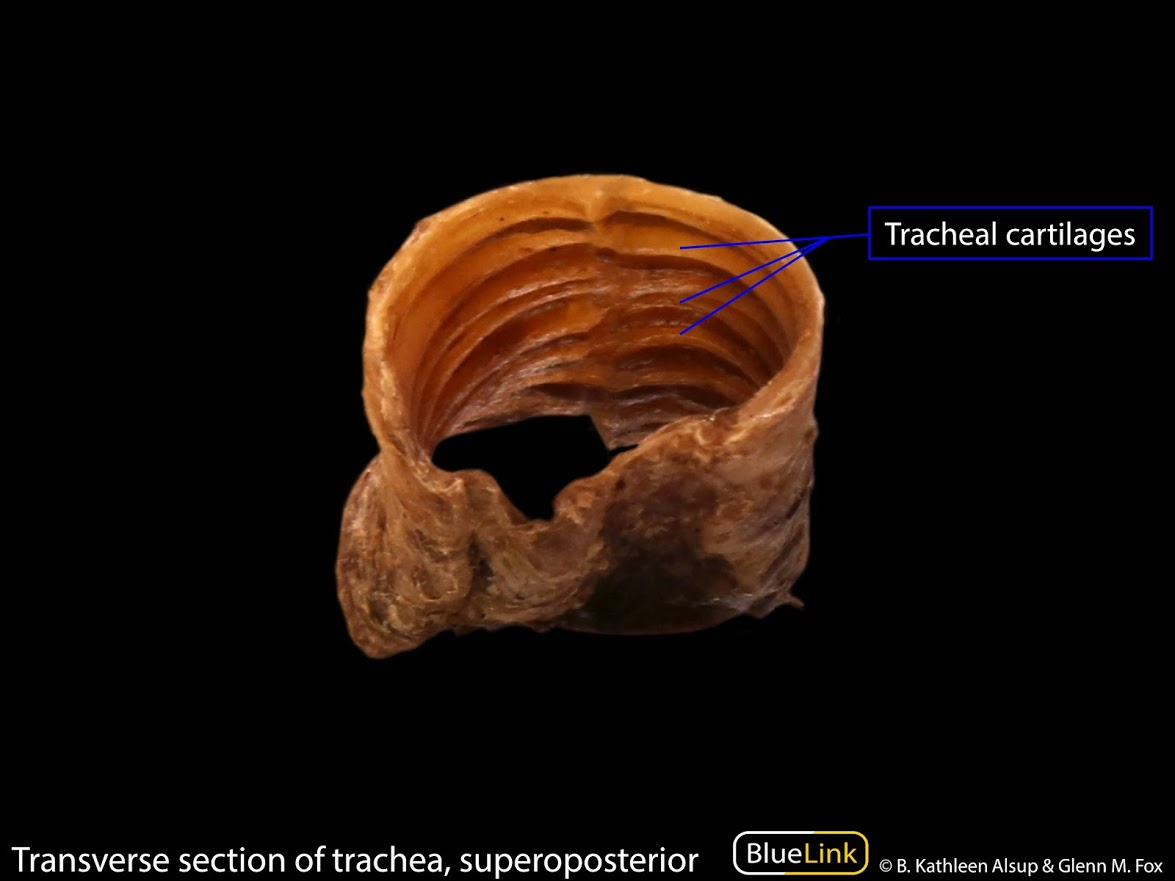 Tracheal cartilages
Transverse section of trachea, superoposterior
BlueLink
© B. Kathleen Alsup & Glenn M. Fox